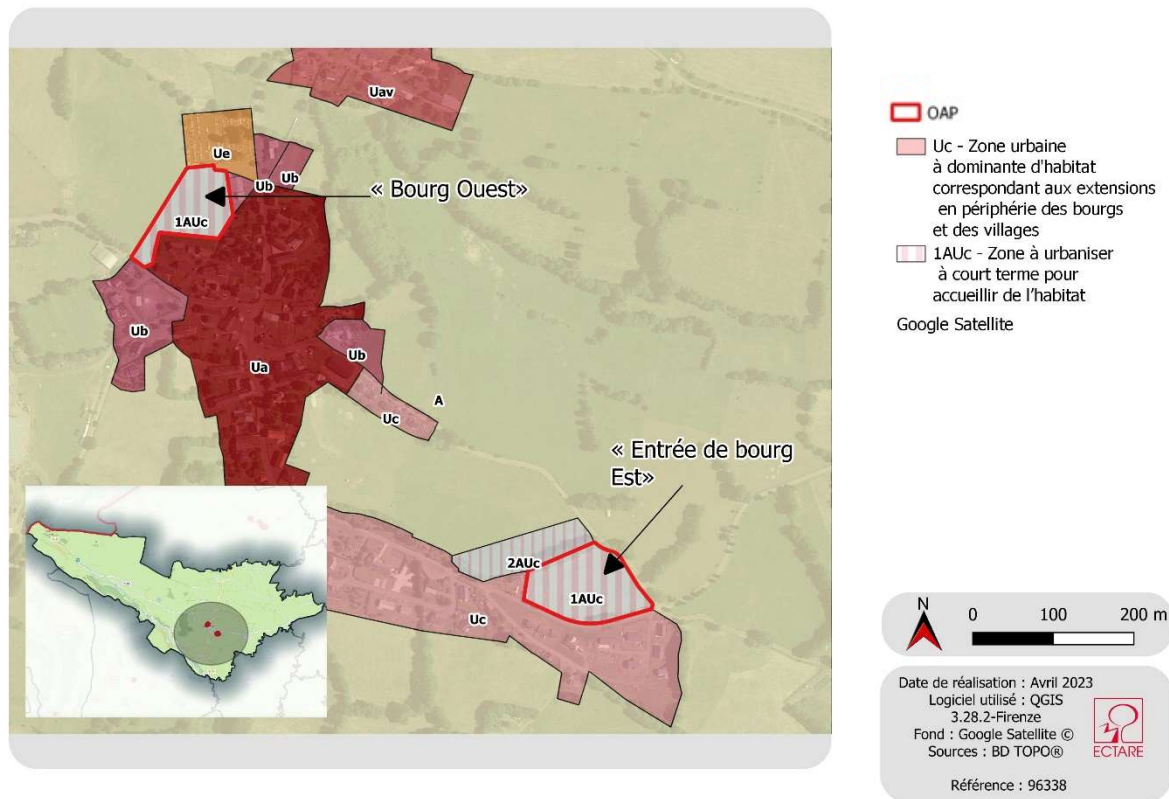 Uav
Ue
Ub
Ub
« Bourg Ouest»
1AUc
Ub
Ua
Ub
Uc
A
« Entrée de bourg
Est»
2AUc
1AUc
Uc
OAP
Uc - Zone urbaine
à dominante d'habitat
correspondant aux extensions
en périphérie des bourgs
et des villages
1AUc - Zone à urbaniser
à court terme pour
accueillir de l'habitat
Google Satellite
N
0 100 200 m
Date de réalisation : Avril 2023
Logiciel utilisé : QGIS
3.28.2-Firenze
Fond : Google Satellite ©
Sources : BD TOPO®
ECTARE
Référence : 96338